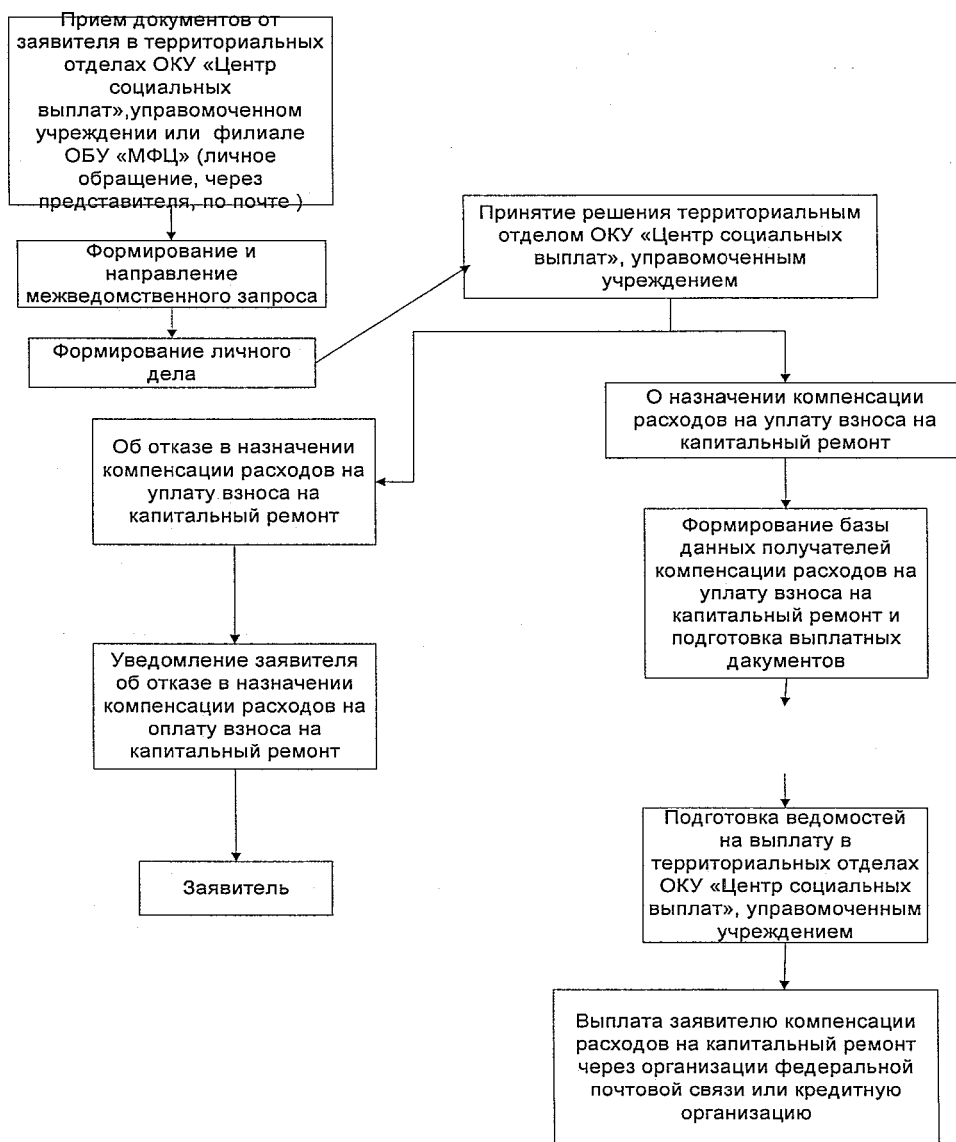 Прием документов от
заявителя в территориальных
отделах ОКУ «Центр
социальных
выплат»,управомоченном
учреждении или филиале
ОБУ «МФЦ» (личное
обращение, через
представителя, по почте )
Формирование и
направление
межведомственного запроса
Формирование личного
дела
Принятие решения территориальным
отделом ОКУ «Центр социальных
выплат», управомоченным
учреждением
Об отказе в назначении
компенсации расходов на
уплату взноса на
капитальный ремонт
Уведомление заявителя
об отказе в назначении
компенсации расходов на
оплату взноса на
капитальный ремонт
Заявитель
О назначении компенсации
расходов на уплату взноса на
капитальный ремонт
Формирование базы
данных получателей
компенсации расходов на
уплату взноса на
капитальный ремонт и
подготовка выплатных
дакументов
Подготовка ведомостей
на выплату в
территориальных отделах
ОКУ «Центр социальных
выплат», управомоченным
учреждением
Выплата заявителю компенсации
расходов на капитальный ремонт
через организации федеральной
почтовой связи или кредитную
организацию